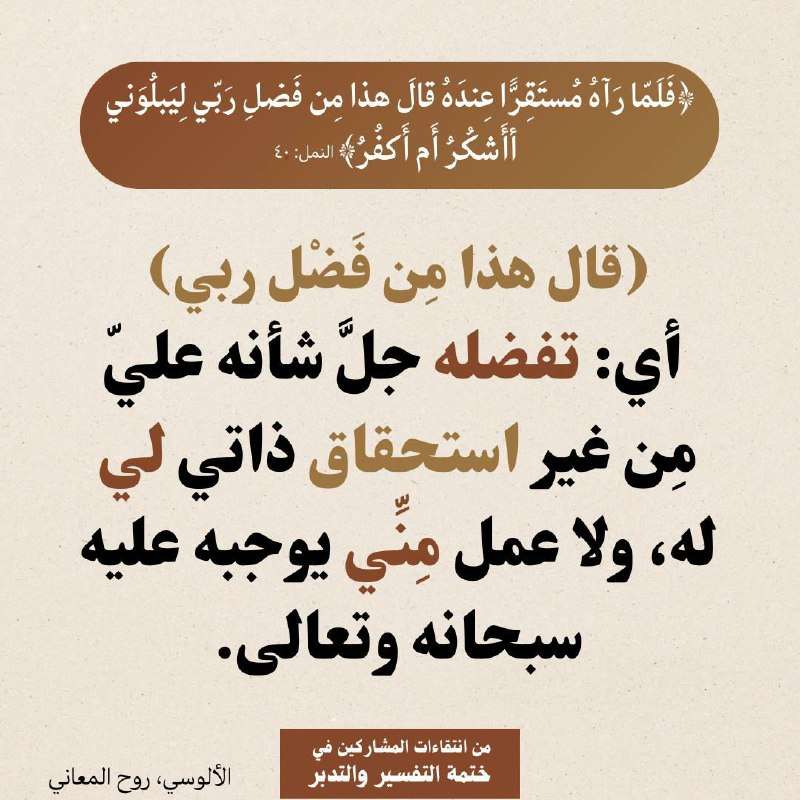 ﴿فَلَمّا رَآهُ مُستَقِرًّا عِندَهُ قالَ هذا مِن فَضلِ رَبّي لِيَبلُوَني
أَأَشكُرُ أَم أَكفُرُ﴾ النمل: ٤٠
(قال هذا مِن فَضْل ربي)
أي: تفضله جلَّ شأنه عليّ
مِن غير استحقاق ذاتي لي
له، ولا عمل مِنِّي يوجبه عليه
سبحانه وتعالى.
من انتقاءات المشاركين في
ختمة التفسير والتدبر
الألوسي، روح المعاني